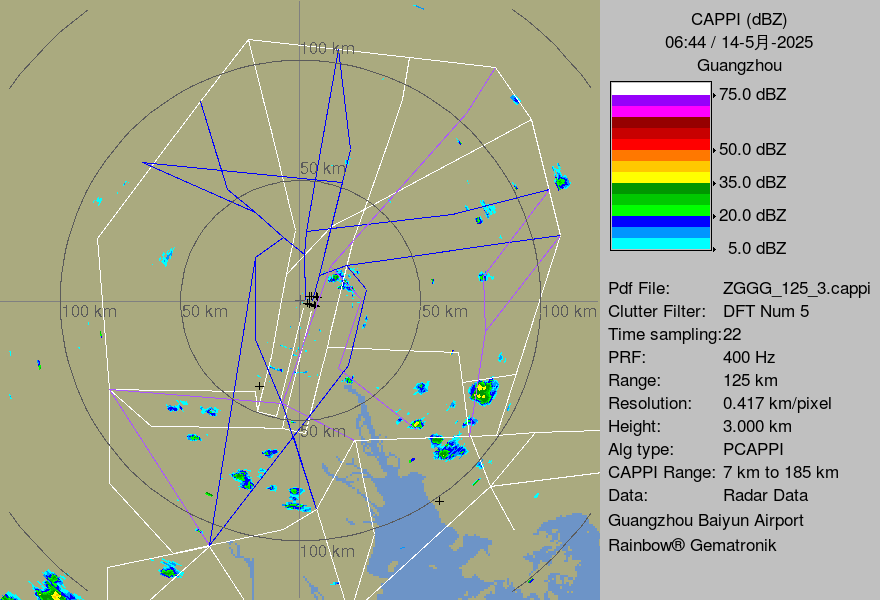 100 km
50 km
100 km
50 km
50 km
100 km
50 km
100 km
CAPPI (dBZ)
06:44 / 14-5月-2025
Guangzhou
75.0 dBZ
50.0 dBZ
35.0 dBZ
20.0 dBZ
5.0 dBZ
Pdf File: ZGGG_125_3.cappi
Clutter Filter: DFT Num 5
Time sampling:22
PRF: 400 Hz
Range: 125 km
Resolution: 0.417 km/pixel
Height: 3.000 km
Alg type: PCAPPI
CAPPI Range: 7 km to 185 km
Data: Radar Data
Guangzhou Baiyun Airport
Rainbow® Gematronik